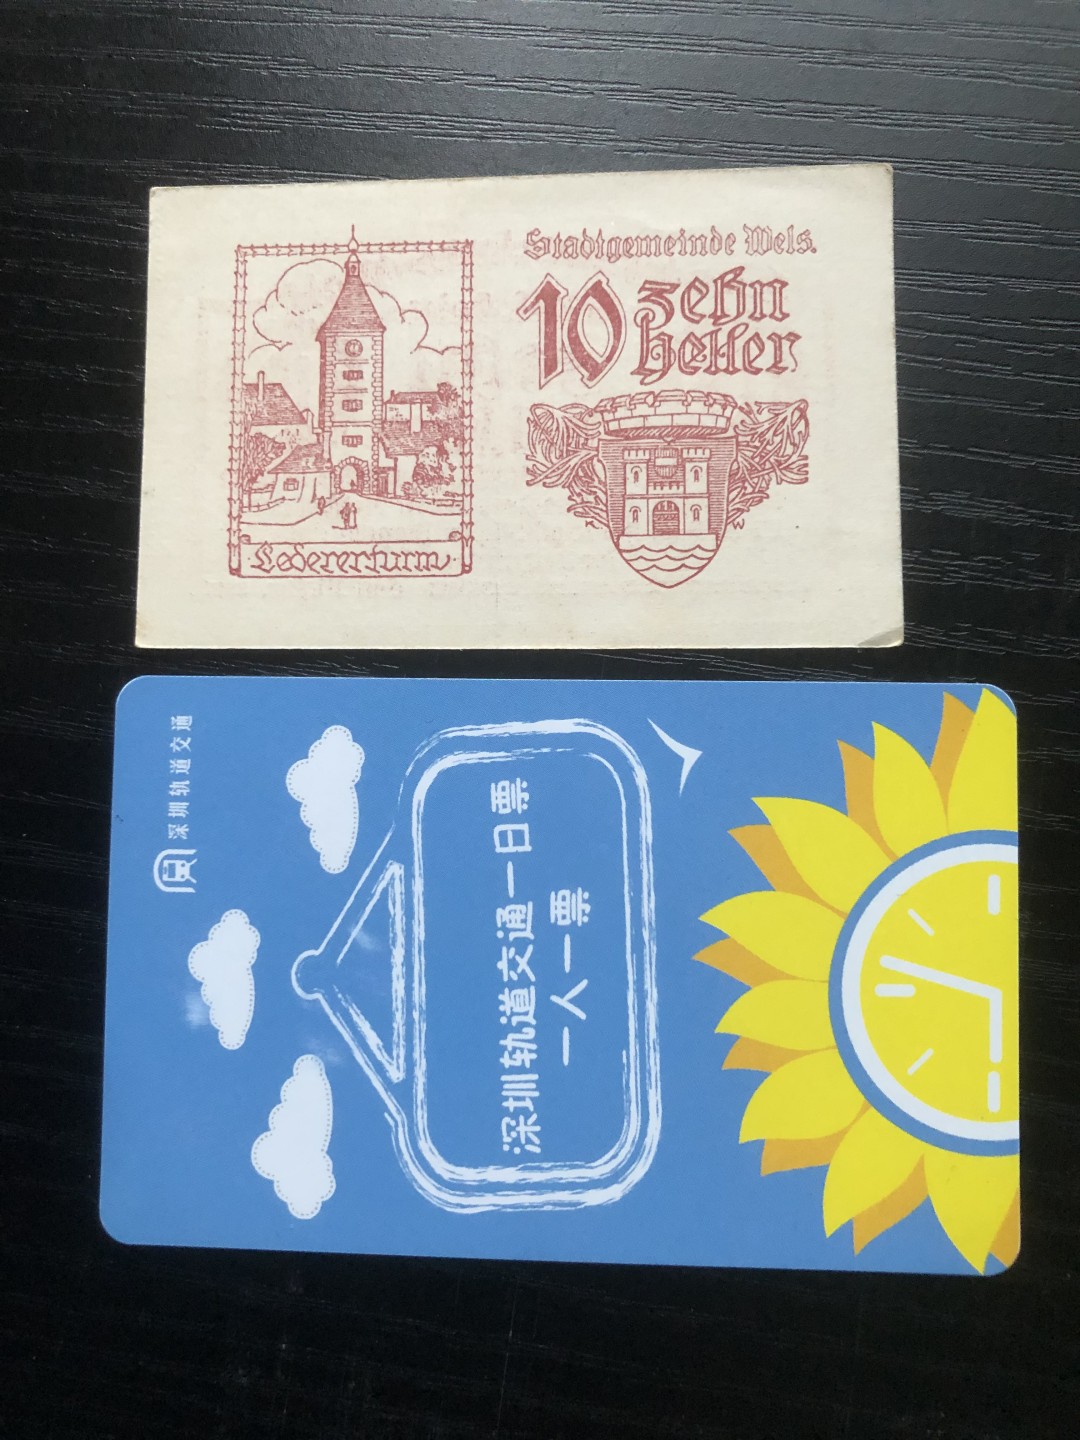 Stadtgemeinde Wels.
10 zehn
heller
Ledererturm
K W
深圳轨道交通
深圳轨道交通一日票
一人一票